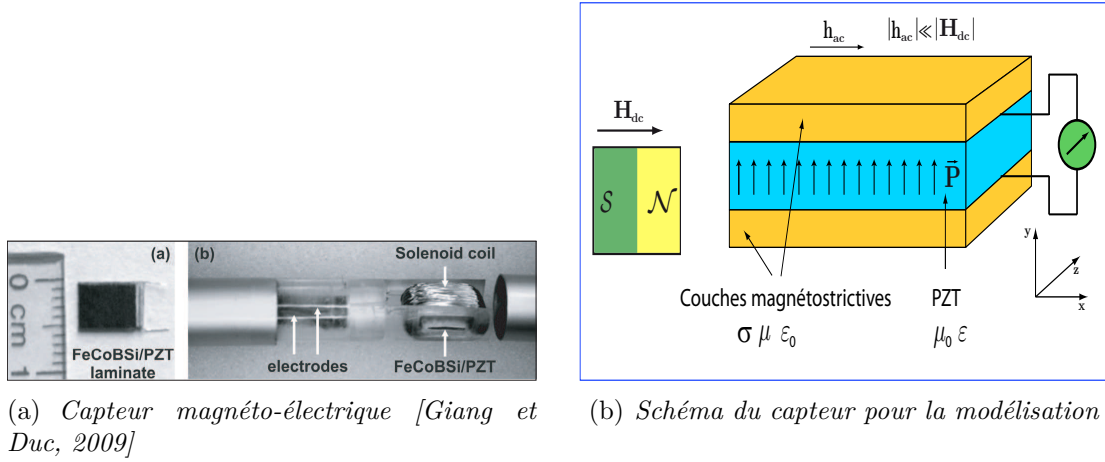 (a)
(b)
Solenoid coil
0 cm 1
FeCoBSi/PZT
laminate
electrodes
FeCoBSi/PZT
(a) Capteur magnéto-électrique [Giang et
Duc, 2009]
h_ac |h_ac|≪|H_dc|
H_dc
S N
P⃗
y
z
x
Couches magnétostrictives PZT
σ μ ε₀ μ₀ ε
(b) Schéma du capteur pour la modélisation